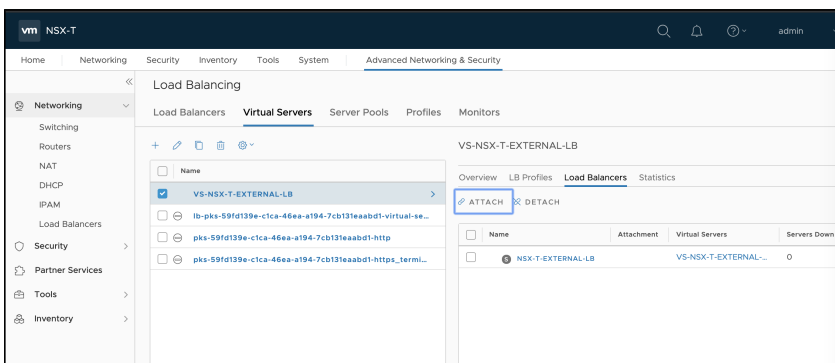 vm NSX-T
admin
Home Networking Security Inventory Tools System Advanced Networking & Security
Networking
Switching
Routers
NAT
DHCP
IPAM
Load Balancers
Security
Partner Services
Tools
Inventory
Load Balancing
Load Balancers Virtual Servers Server Pools Profiles Monitors
Name
VS-NSX-T-EXTERNAL-LB
lb-pks-59fd139e-c1ca-46ea-a194-7cb131eaabd1-virtual-se...
pks-59fd139e-c1ca-46ea-a194-7cb131eaabd1-http
pks-59fd139e-c1ca-46ea-a194-7cb131eaabd1-https_termi...
VS-NSX-T-EXTERNAL-LB
Overview LB Profiles Load Balancers Statistics
ATTACH DETACH
Name Attachment Virtual Servers Servers Down
S NSX-T-EXTERNAL-LB VS-NSX-T-EXTERNAL-... 0